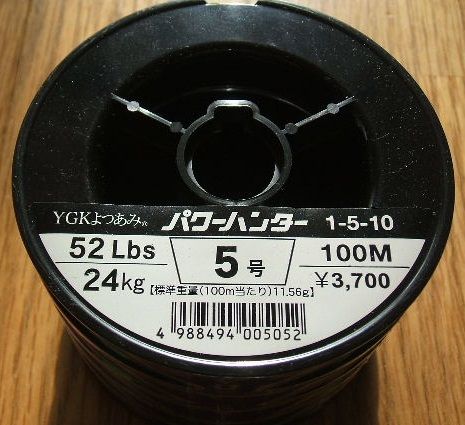 YGKよつあみ® パワーハンター 1-5-10
52Lbs 5号 100M
24kg ¥3,700
【標準重量(100m当たり)11.56g】
4 988494 005052